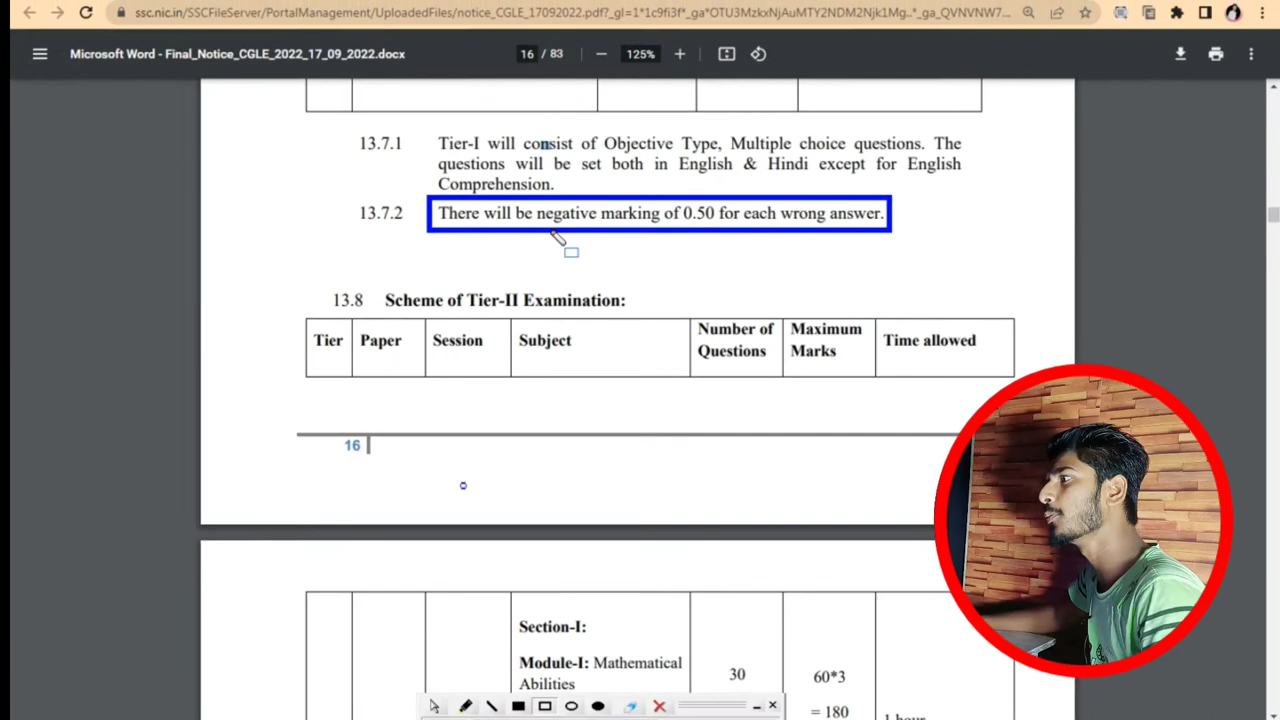 ssc.nic.in/SSCFileServer/PortalManagement/UploadedFiles/notice_CGLE_17092022.pdf?_gl=1*1c9fi3f*_ga*OTU3MzkxNjAuMTY2NDM2Njk1Mg..*_ga_QVNVNW7...
Microsoft Word - Final_Notice_CGLE_2022_17_09_2022.docx
16 / 83
125%
13.7.1 Tier-I will consist of Objective Type, Multiple choice questions. The
questions will be set both in English & Hindi except for English
Comprehension.
13.7.2 There will be negative marking of 0.50 for each wrong answer.
13.8 Scheme of Tier-II Examination:
Tier Paper Session Subject Number of Questions Maximum Marks Time allowed
16
Section-I:
Module-I: Mathematical
Abilities
30
60*3
= 180
1 hour